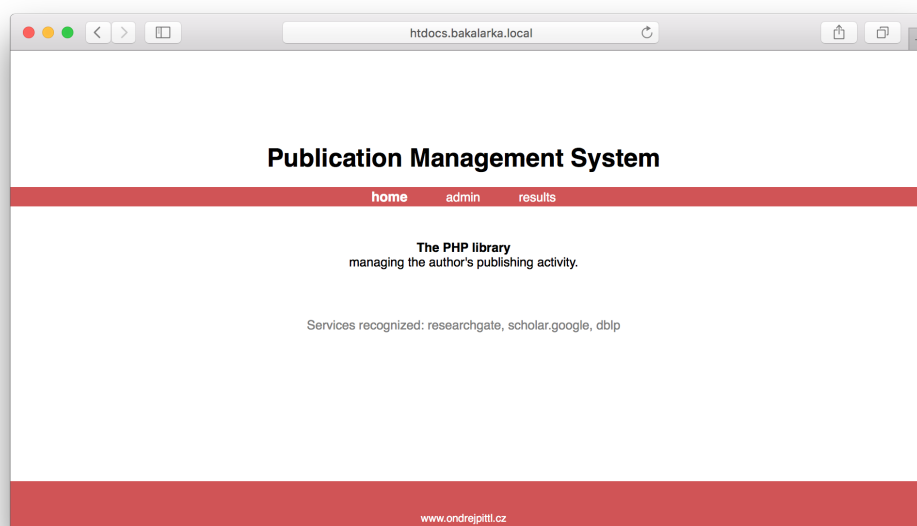 htdocs.bakalarka.local
Publication Management System
home admin results
The PHP library
managing the author's publishing activity.
Services recognized: researchgate, scholar.google, dblp
www.ondrejpittl.cz